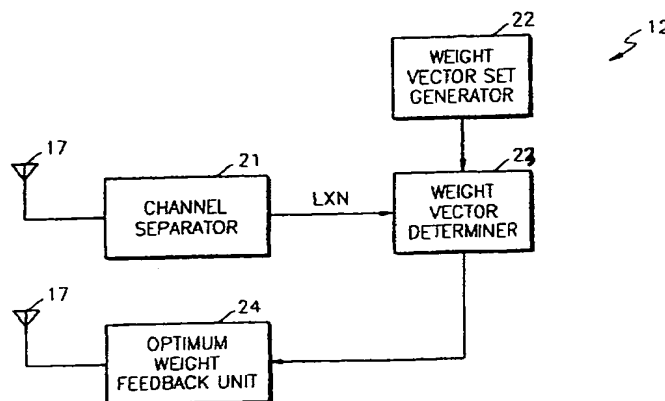 22
12
WEIGHT
VECTOR SET
GENERATOR
17
21
23
CHANNEL
SEPARATOR
LXN
WEIGHT
VECTOR
DETERMINER
17
24
OPTIMUM
WEIGHT
FEEDBACK UNIT